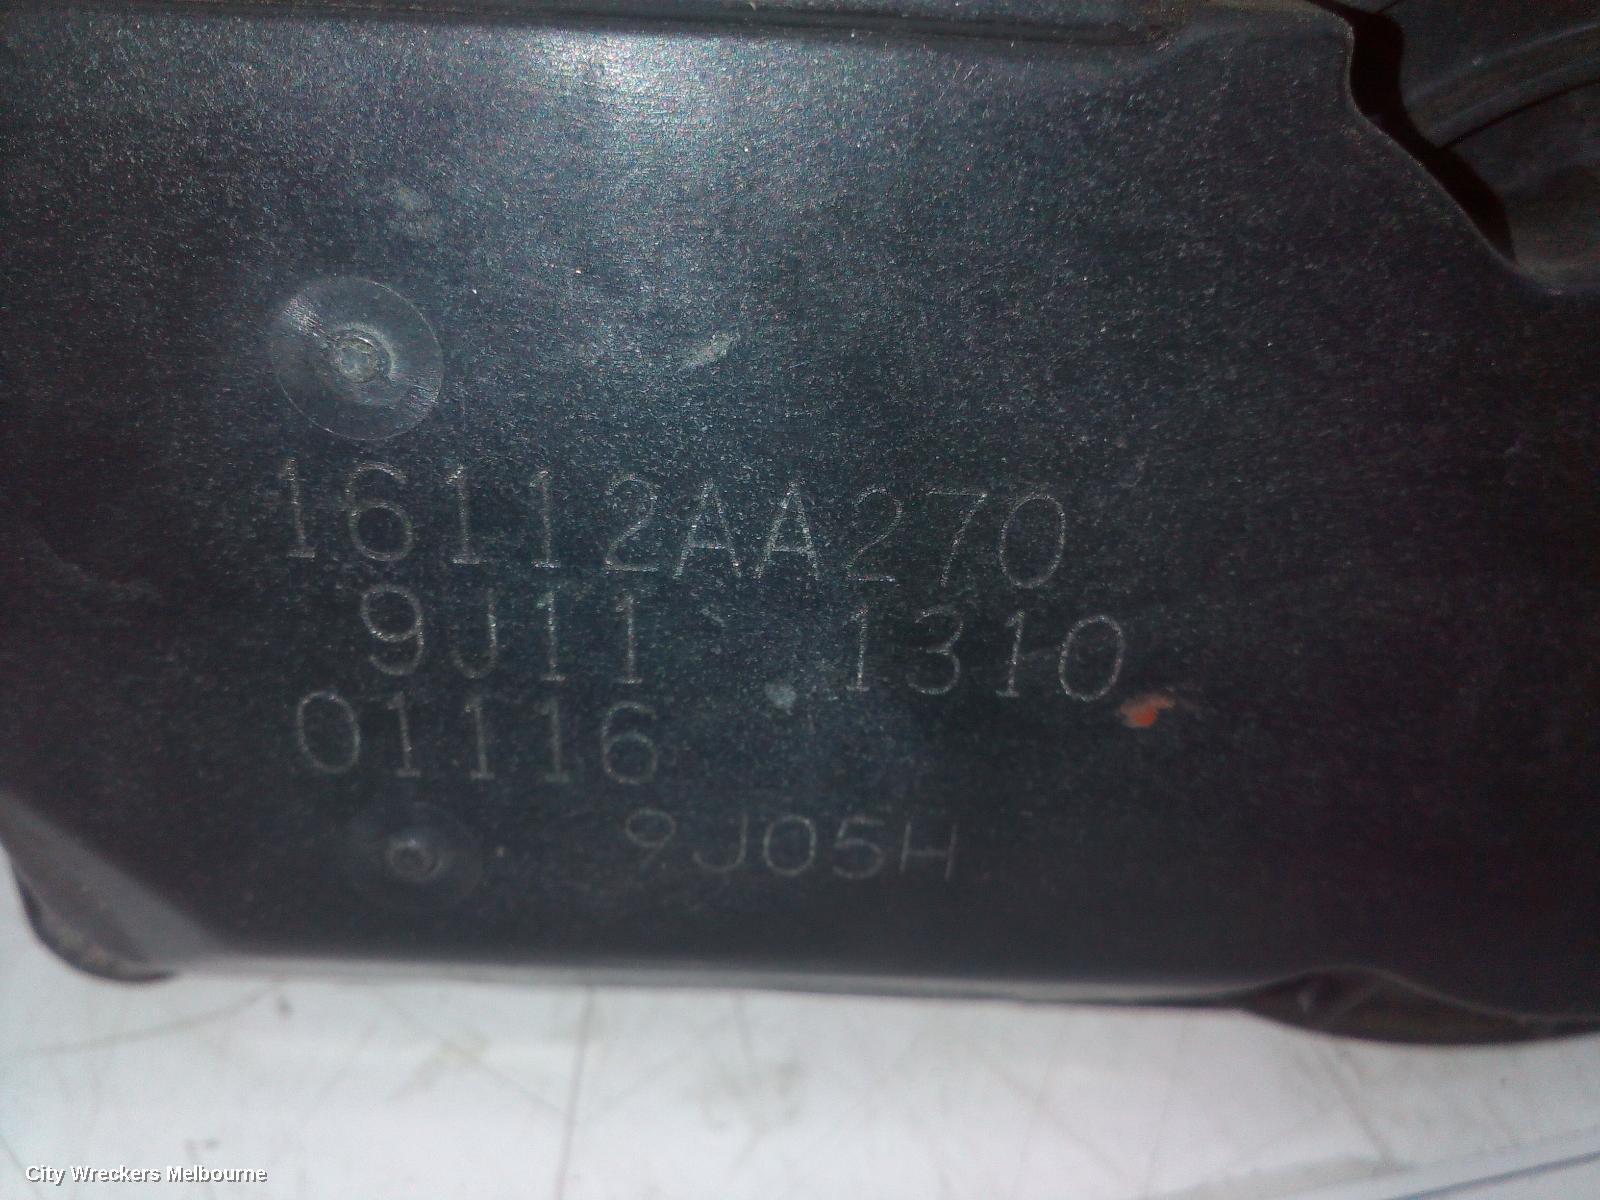 16112AA270
9J11 1310
01116
9J05H
City Wreckers Melbourne